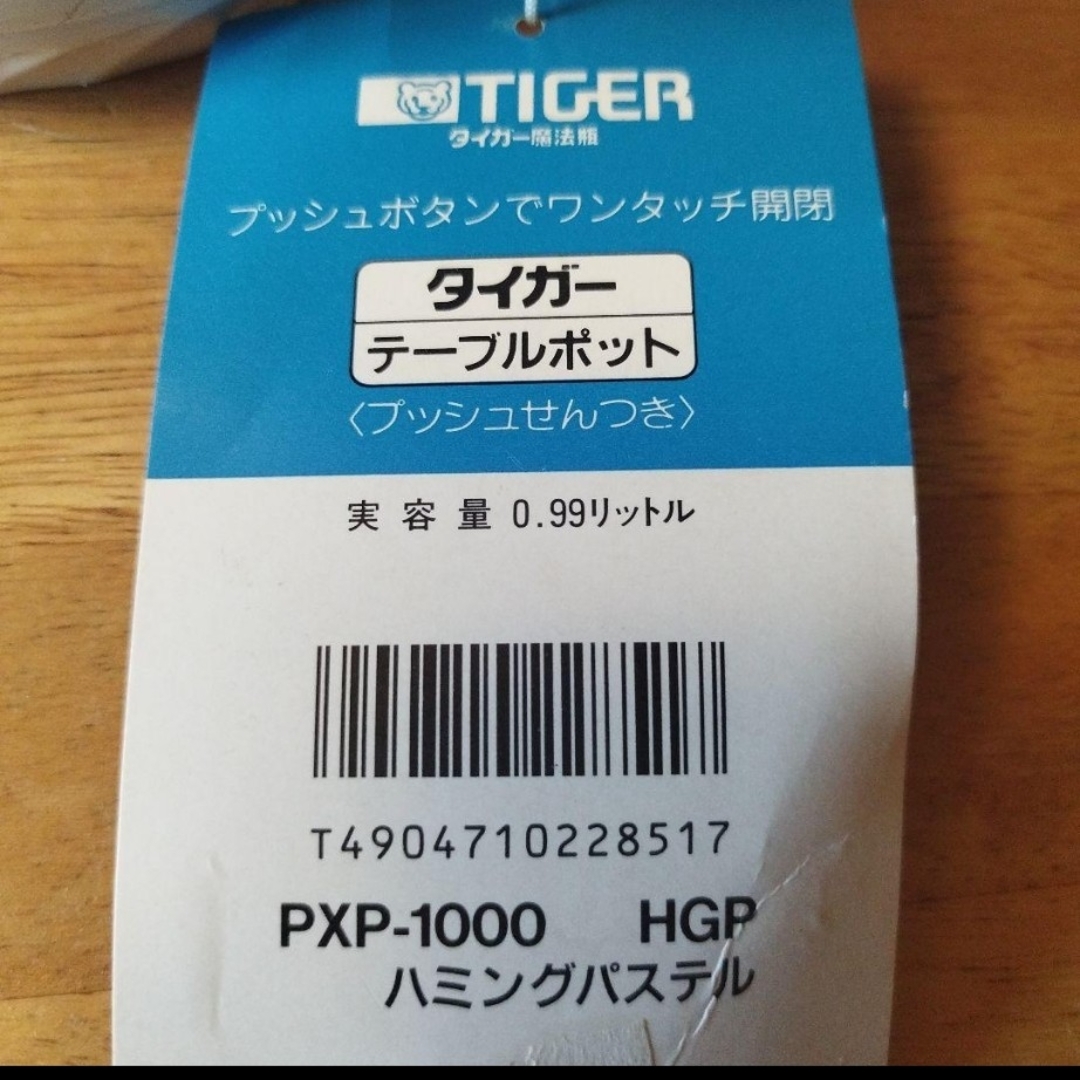 TIGER
タイガー魔法瓶
プッシュボタンでワンタッチ開閉
タイガー
テーブルポット
〈プッシュせんつき〉
実容量 0.99リットル
T4904710228517
PXP-1000 HGP
ハミングパステル